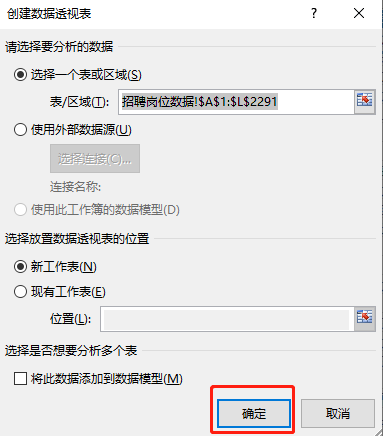 创建数据透视表
请选择要分析的数据
选择一个表或区域(S)
表/区域(T): 招聘岗位数据!$A$1:$L$2291
使用外部数据源(U)
选择连接(C)...
连接名称:
使用此工作簿的数据模型(D)
选择放置数据透视表的位置
新工作表(N)
现有工作表(E)
位置(L):
选择是否想要分析多个表
将此数据添加到数据模型(M)
确定 取消